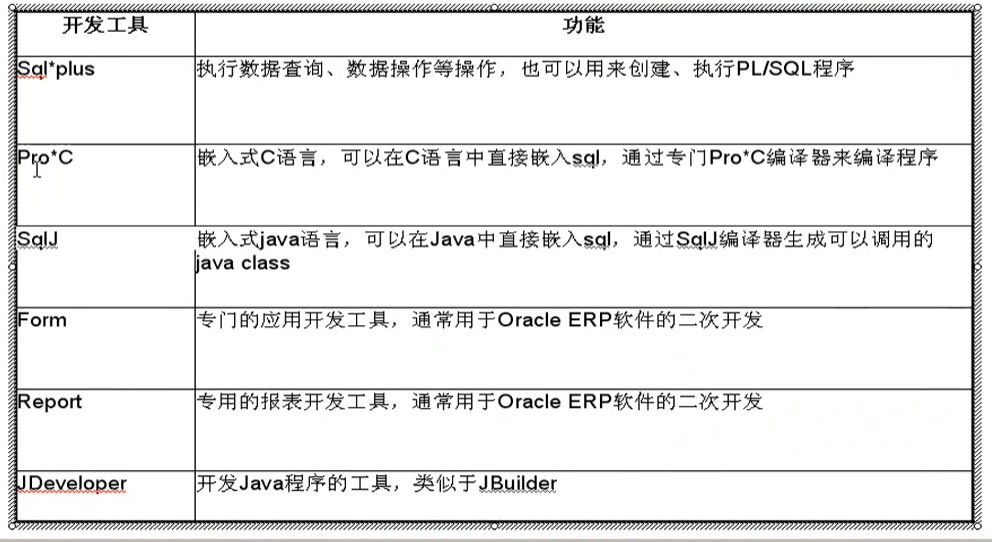 开发工具
功能
Sql*plus
执行数据查询、数据操作等操作，也可以用来创建、执行PL/SQL程序
Pro*C
嵌入式C语言，可以在C语言中直接嵌入sql，通过专门Pro*C编译器来编译程序
SqlJ
嵌入式java语言，可以在Java中直接嵌入sql，通过SqlJ编译器生成可以调用的
java class
Form
专门的应用开发工具，通常用于Oracle ERP软件的二次开发
Report
专用的报表开发工具，通常用于Oracle ERP软件的二次开发
JDeveloper
开发Java程序的工具，类似于JBuilder